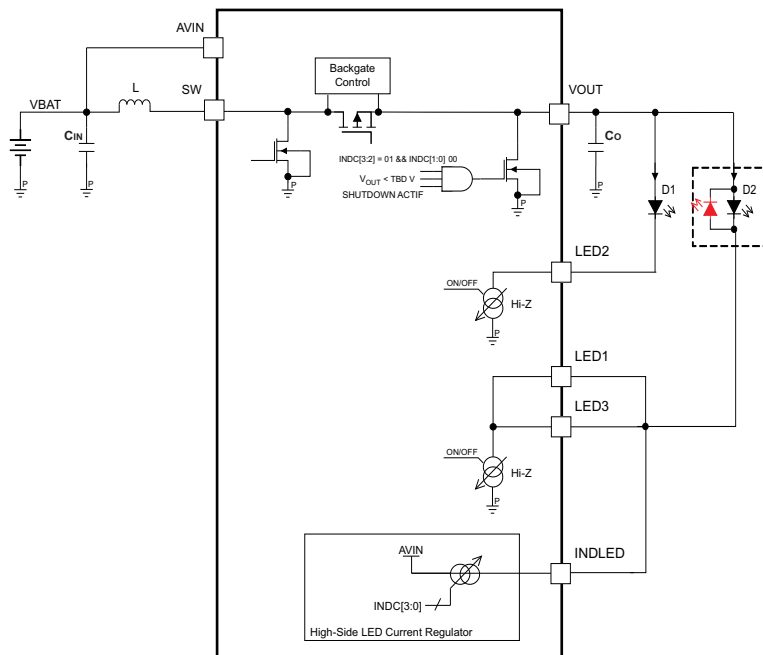 AVIN
L
SW
VBAT
CIN
P
P
Backgate
Control
VOUT
CO
P
D1
D2
INDC[3:2] = 01 && INDC[1:0] 00
VOUT < TBD V
SHUTDOWN ACTIF
P
P
LED2
ON/OFF
Hi-Z
P
LED1
LED3
ON/OFF
Hi-Z
P
INDLED
AVIN
INDC[3:0]
High-Side LED Current Regulator